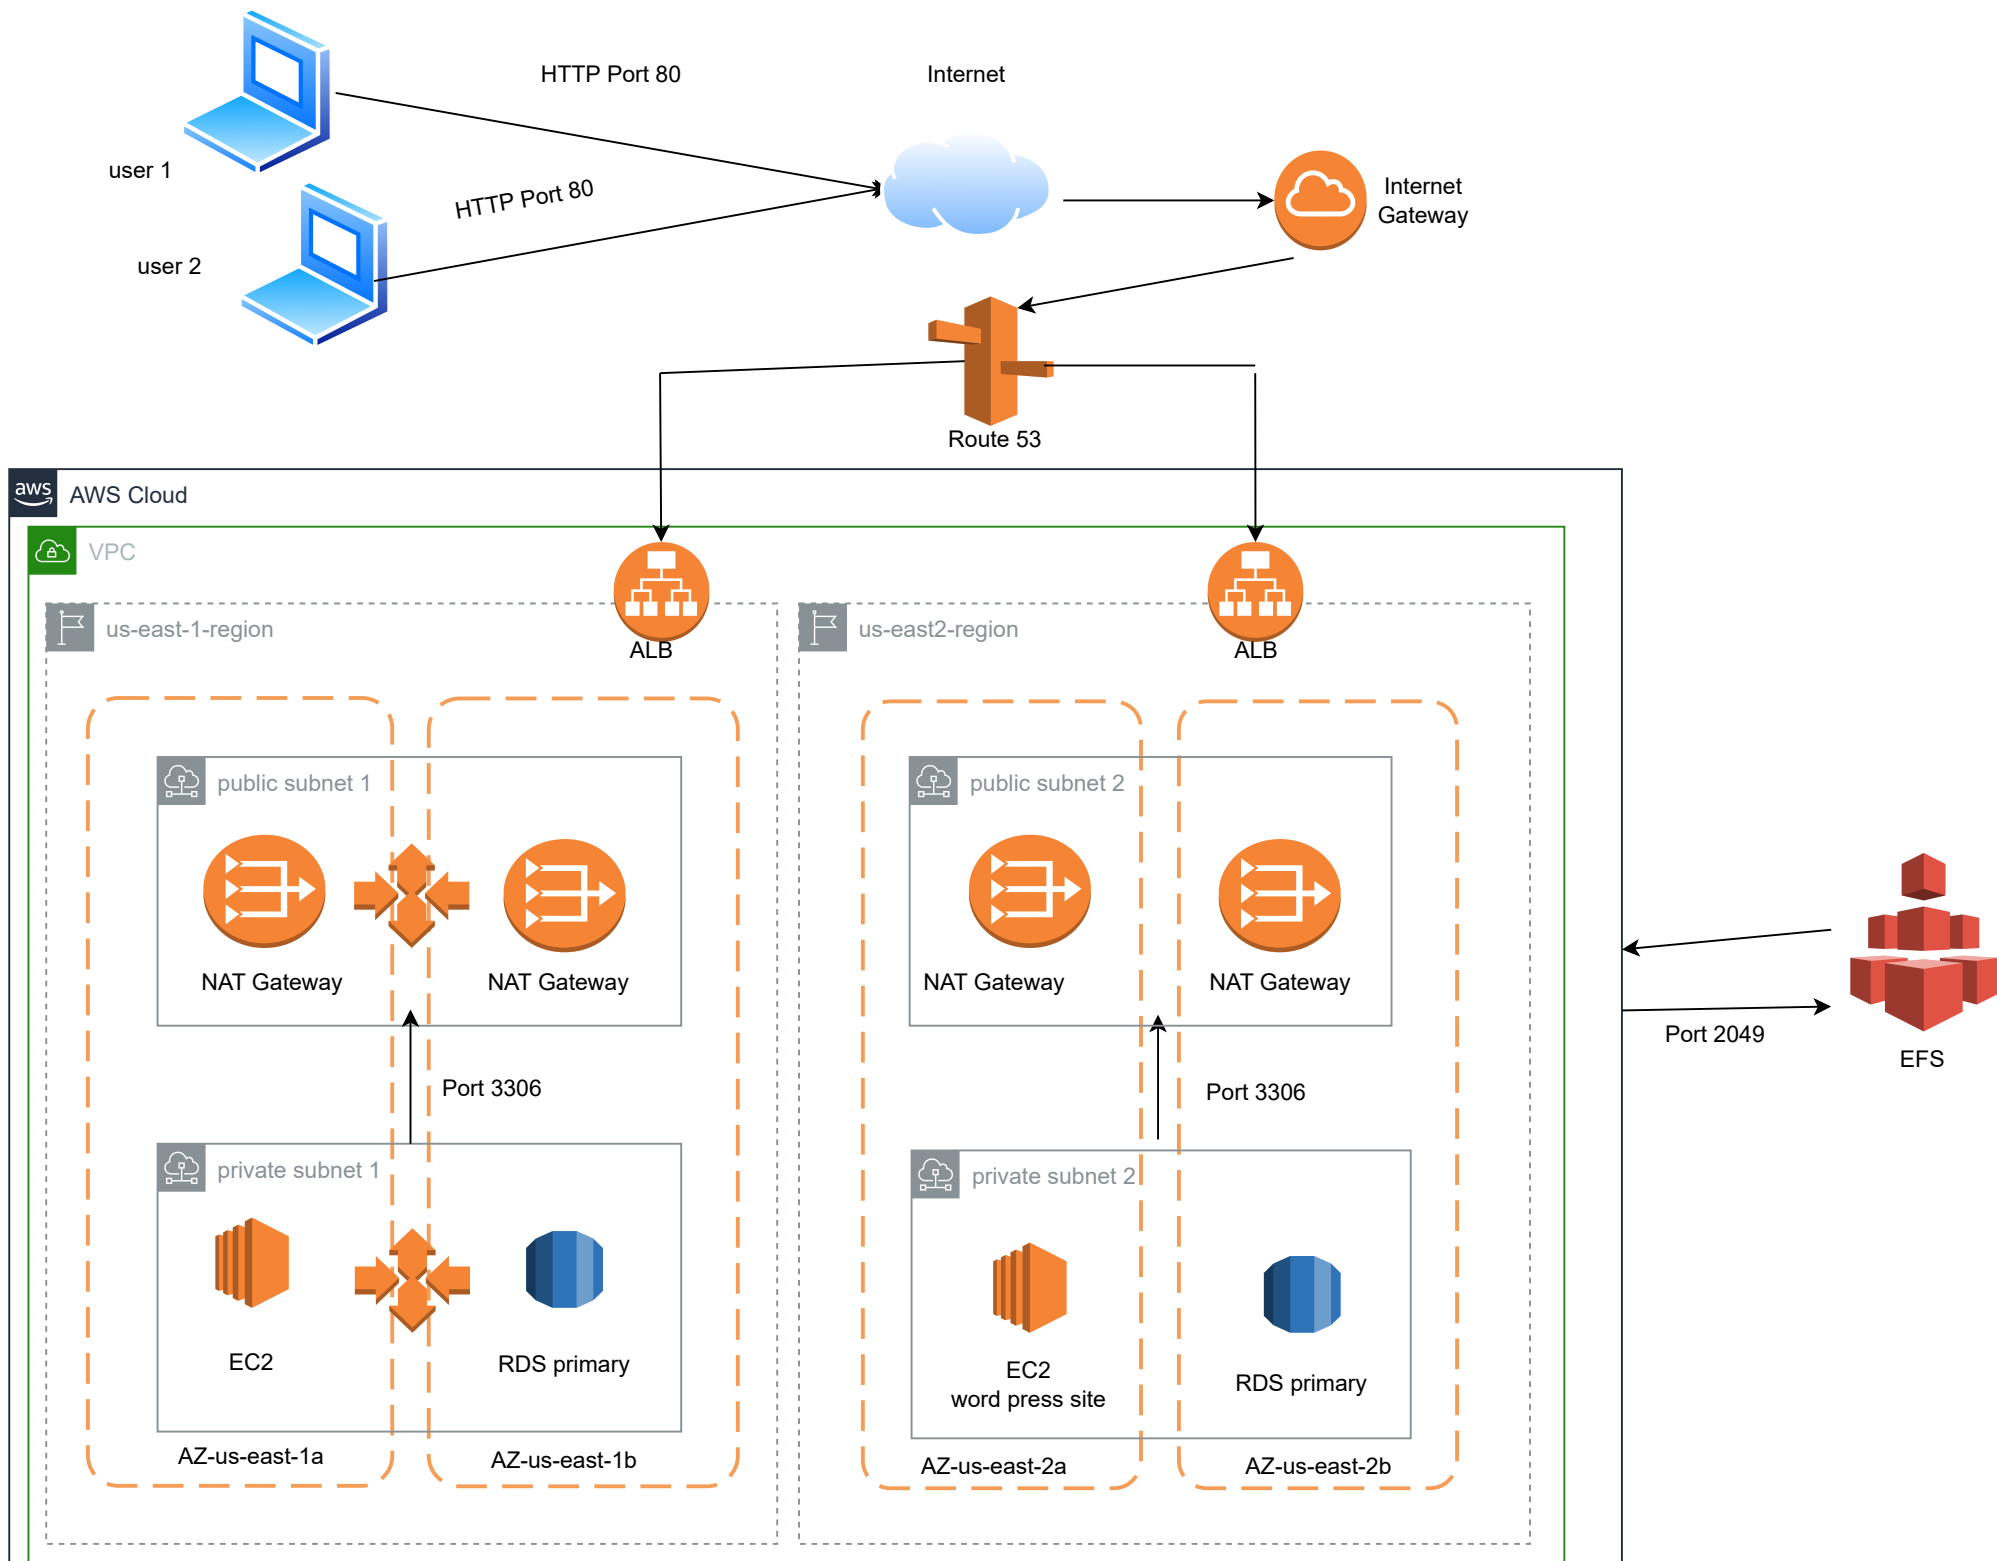 HTTP Port 80
Internet
user 1
HTTP Port 80
Internet
Gateway
user 2
Route 53
aws
AWS Cloud
VPC
us-east-1-region
ALB
us-east2-region
ALB
public subnet 1
public subnet 2
NAT Gateway
NAT Gateway
NAT Gateway
NAT Gateway
Port 2049
EFS
Port 3306
Port 3306
private subnet 1
private subnet 2
EC2
RDS primary
EC2
word press site
RDS primary
AZ-us-east-1a
AZ-us-east-1b
AZ-us-east-2a
AZ-us-east-2b